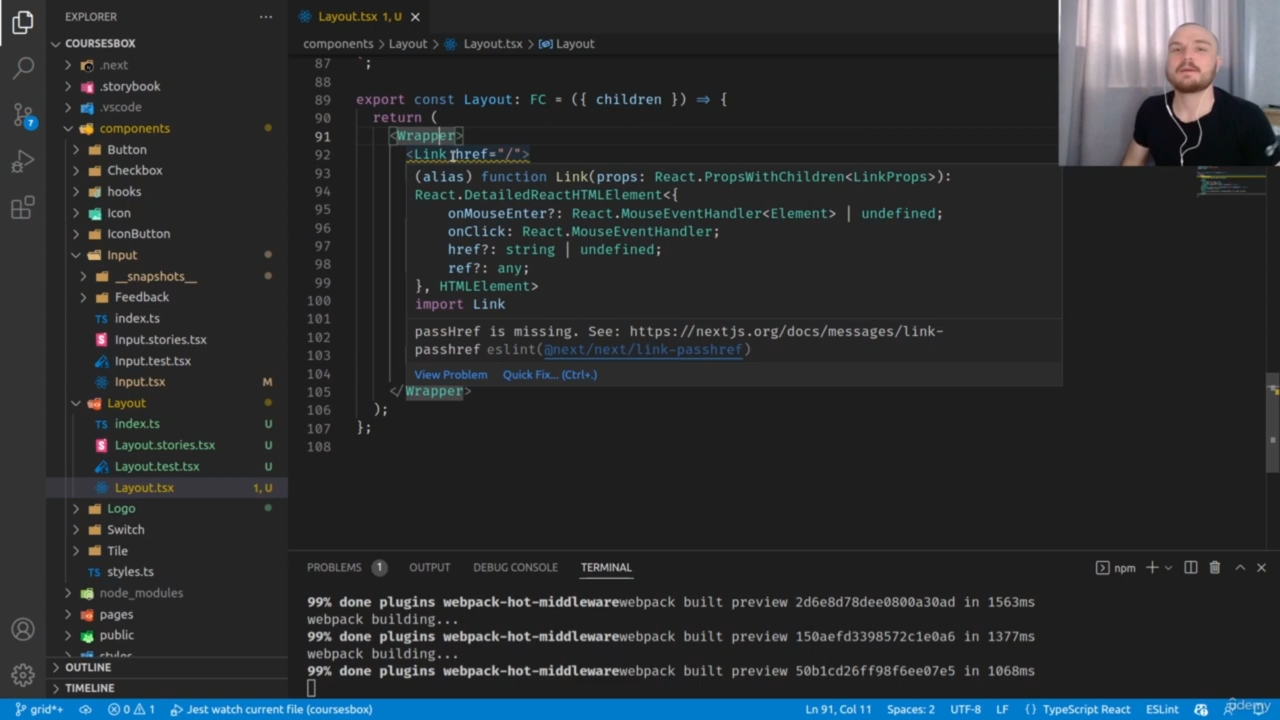 EXPLORER
COURSESBOX
.next
.storybook
.vscode
components
Button
Checkbox
hooks
Icon
IconButton
Input
__snapshots__
Feedback
index.ts
Input.stories.tsx
Input.test.tsx
Input.tsx M
Layout
index.ts U
Layout.stories.tsx U
Layout.test.tsx U
Layout.tsx 1, U
Logo
Switch
Tile
styles.ts
node_modules
pages
public
styles
OUTLINE
TIMELINE
Layout.tsx 1, U
components > Layout > Layout.tsx > Layout
87 `;
88
89 export const Layout: FC = ({ children }) ⇒ {
90 return (
91 <Wrapper>
92 <Link href="/">
93 (alias) function Link(props: React.PropsWithChildren<LinkProps>):
94 React.DetailedReactHTMLElement<{
95 onMouseEnter?: React.MouseEventHandler<Element> | undefined;
96 onClick: React.MouseEventHandler;
97 href?: string | undefined;
98 ref?: any;
99 }, HTMLElement>
100 import Link
101
102 passHref is missing. See: https://nextjs.org/docs/messages/link-
103 passhref eslint(@next/next/link-passhref)
104 View Problem Quick Fix... (Ctrl+.)
105 </Wrapper>
106 );
107 };
108
PROBLEMS 1 OUTPUT DEBUG CONSOLE TERMINAL npm
99% done plugins webpack-hot-middlewarewebpack built preview 2d6e8d78dee0800a30ad in 1563ms
webpack building...
99% done plugins webpack-hot-middlewarewebpack built preview 150aefd3398572c1e0a6 in 1377ms
webpack building...
99% done plugins webpack-hot-middlewarewebpack built preview 50b1cd26ff98f6ee07e5 in 1068ms
7
grid*+ 0 1 Jest watch current file (coursesbox) Ln 91, Col 11 Spaces: 2 UTF-8 LF {} TypeScript React ESLint
udemy